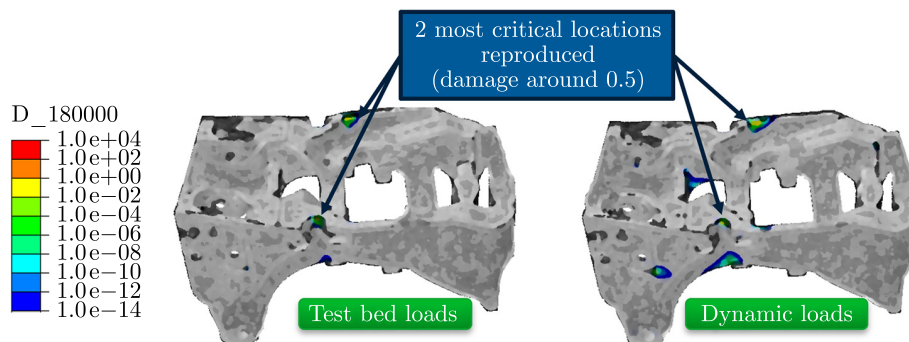 2 most critical locations
reproduced
(damage around 0.5)
D_180000
1.0e+04
1.0e+02
1.0e+00
1.0e−02
1.0e−04
1.0e−06
1.0e−08
1.0e−10
1.0e−12
1.0e−14
Test bed loads
Dynamic loads